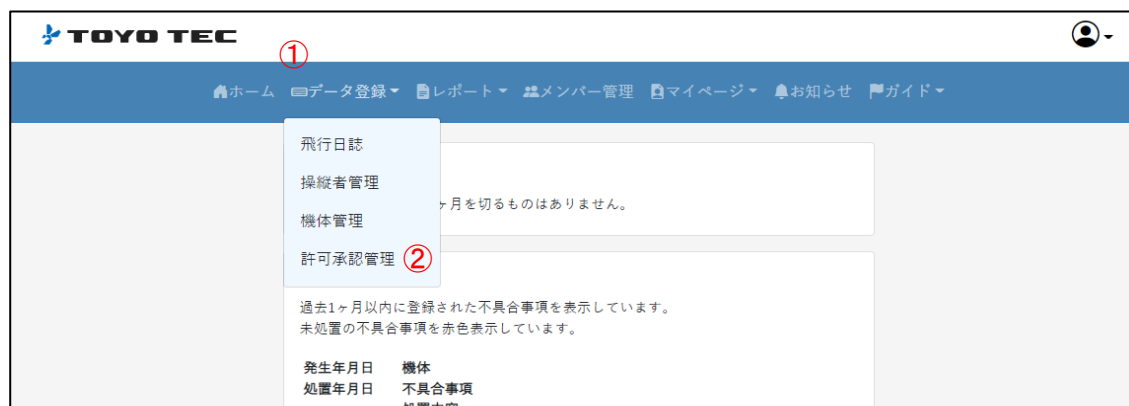 TOYO TEC
①
ホーム データ登録 レポート メンバー管理 マイページ お知らせ ガイド
飛行日誌
操縦者管理
ヶ月を切るものはありません。
機体管理
許可承認管理 ②
過去1ヶ月以内に登録された不具合事項を表示しています。
未処置の不具合事項を赤色表示しています。
発生年月日 機体
処置年月日 不具合事項